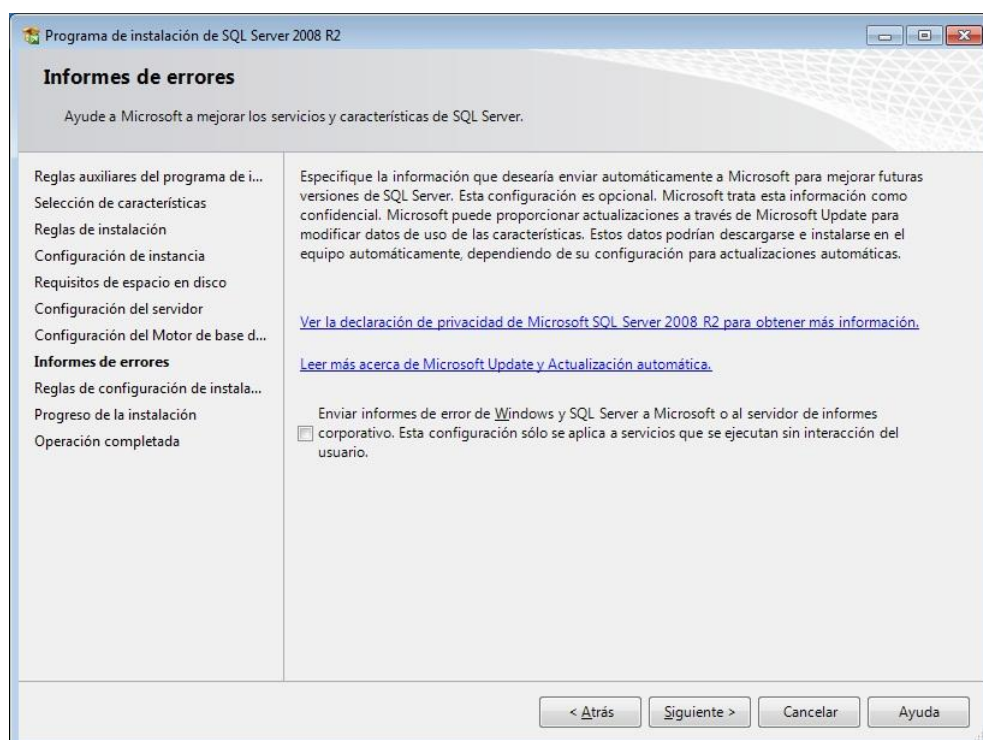 Programa de instalación de SQL Server 2008 R2
Informes de errores
Ayude a Microsoft a mejorar los servicios y características de SQL Server.
Reglas auxiliares del programa de i...
Selección de características
Reglas de instalación
Configuración de instancia
Requisitos de espacio en disco
Configuración del servidor
Configuración del Motor de base d...
Informes de errores
Reglas de configuración de instala...
Progreso de la instalación
Operación completada
Especifique la información que desearía enviar automáticamente a Microsoft para mejorar futuras
versiones de SQL Server. Esta configuración es opcional. Microsoft trata esta información como
confidencial. Microsoft puede proporcionar actualizaciones a través de Microsoft Update para
modificar datos de uso de las características. Estos datos podrían descargarse e instalarse en el
equipo automáticamente, dependiendo de su configuración para actualizaciones automáticas.
Ver la declaración de privacidad de Microsoft SQL Server 2008 R2 para obtener más información.
Leer más acerca de Microsoft Update y Actualización automática.
Enviar informes de error de Windows y SQL Server a Microsoft o al servidor de informes
corporativo. Esta configuración sólo se aplica a servicios que se ejecutan sin interacción del
usuario.
< Atrás
Siguiente >
Cancelar
Ayuda